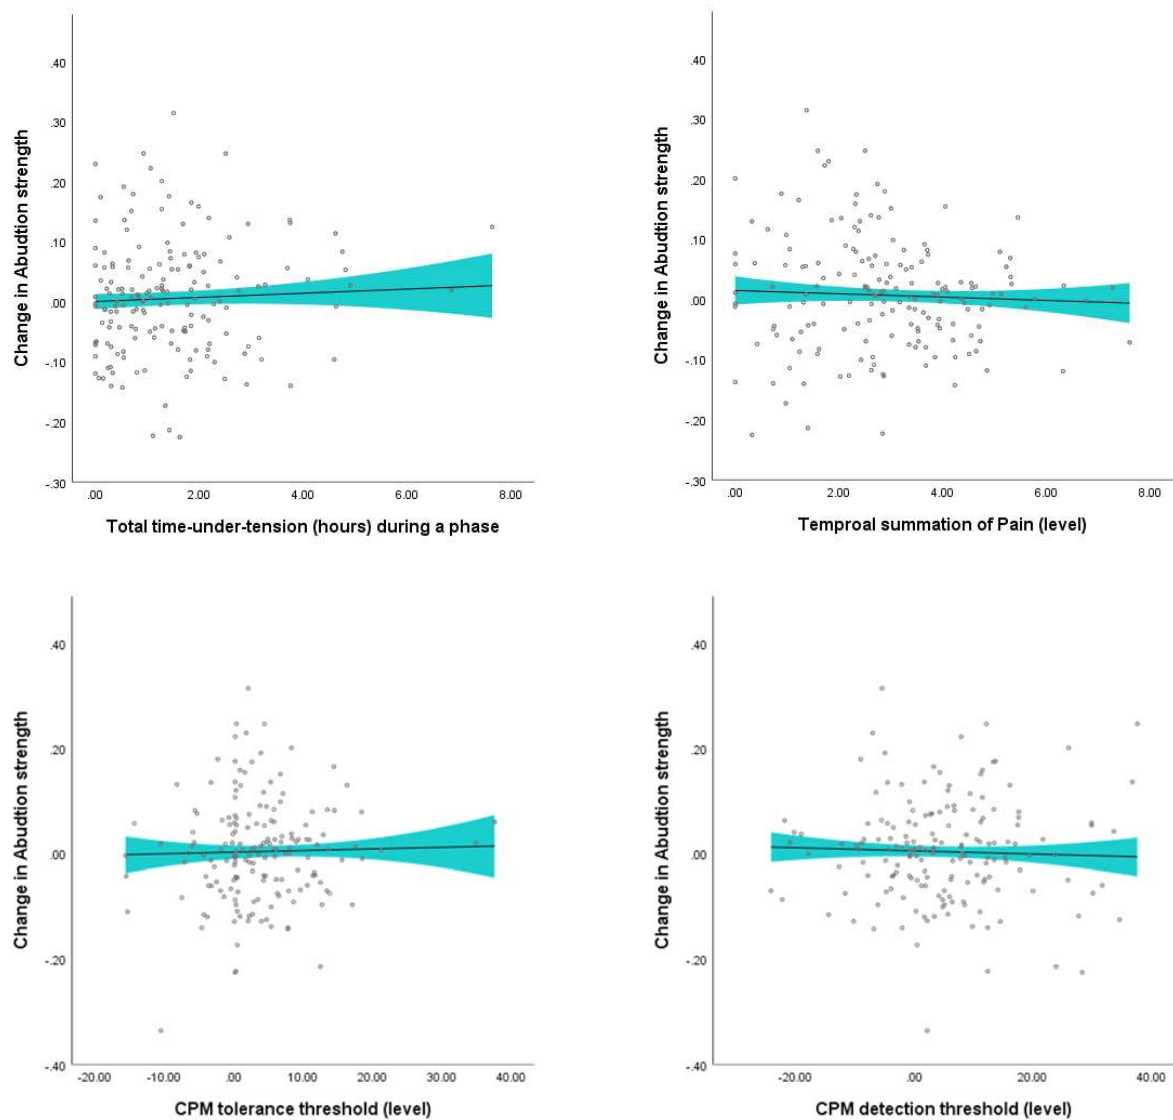 Change in Abudtion strength
.40
.30
.20
.10
.00
-.10
-.20
-.30
.00 2.00 4.00 6.00 8.00
Total time-under-tension (hours) during a phase
Change in Abudtion strength
.40
.30
.20
.10
.00
-.10
-.20
-.30
.00 2.00 4.00 6.00 8.00
Temproal summation of Pain (level)
Change in Abudtion strength
.40
.20
.00
-.20
-.40
-20.00 -10.00 .00 10.00 20.00 30.00 40.00
CPM tolerance threshold (level)
Change in Abudtion strength
.40
.20
.00
-.20
-.40
-20.00 .00 20.00 40.00
CPM detection threshold (level)